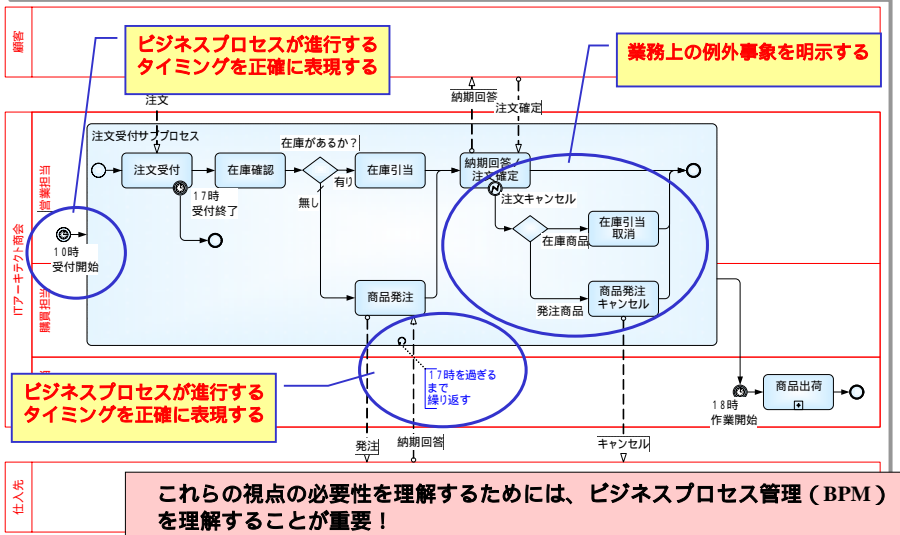 顧客
ビジネスプロセスが進行する
タイミングを正確に表現する
業務上の例外事象を明示する
注文
納期回答
注文確定
ITアーキテクト商会
営業担当
購買担当
注文受付サブプロセス
在庫があるか？
注文受付
在庫確認
有り
無し
在庫引当
納期回答／
注文確定
17時
受付終了
10時
受付開始
注文キャンセル
在庫商品
在庫引当
取消
商品発注
発注商品
商品発注
キャンセル
17時を過ぎる
まで
繰り返す
ビジネスプロセスが進行する
タイミングを正確に表現する
当
18時
作業開始
商品出荷
発注
納期回答
キャンセル
仕入先
これらの視点の必要性を理解するためには、ビジネスプロセス管理（BPM）
を理解することが重要！